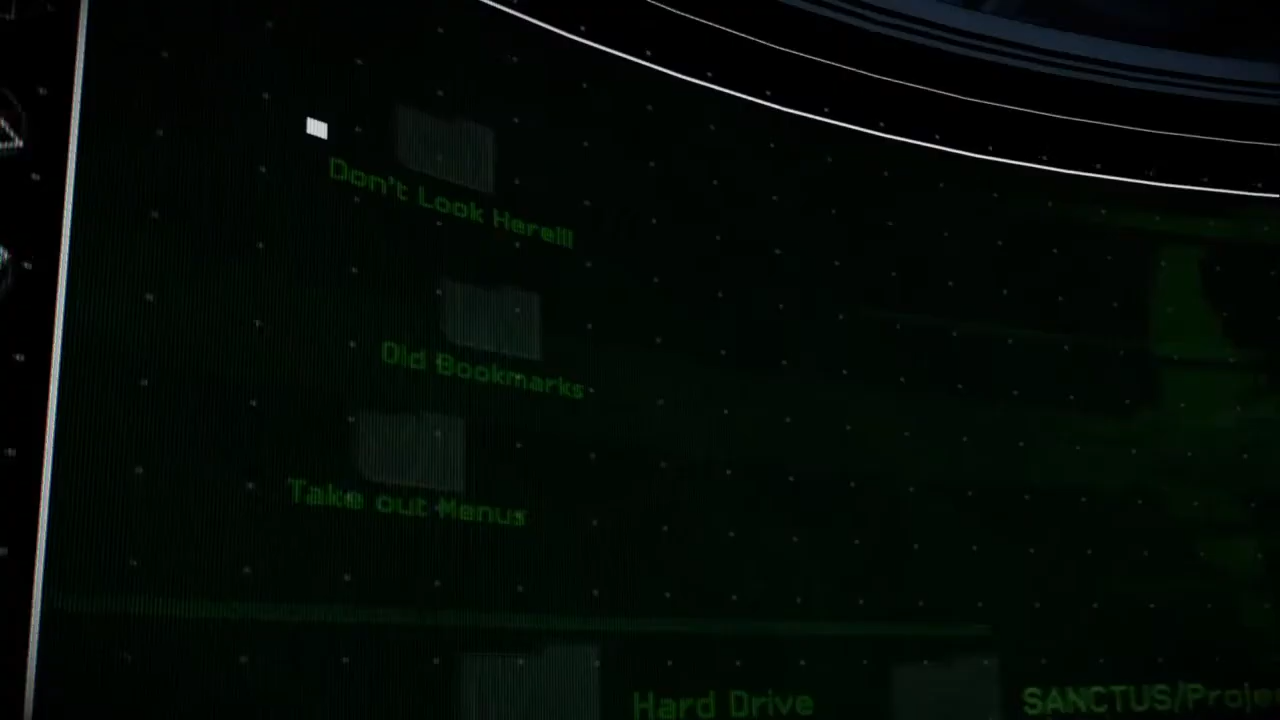 Don't Look Here!!!
Old Bookmarks
Take out Menus
Hard Drive
SANCTUS/Proje